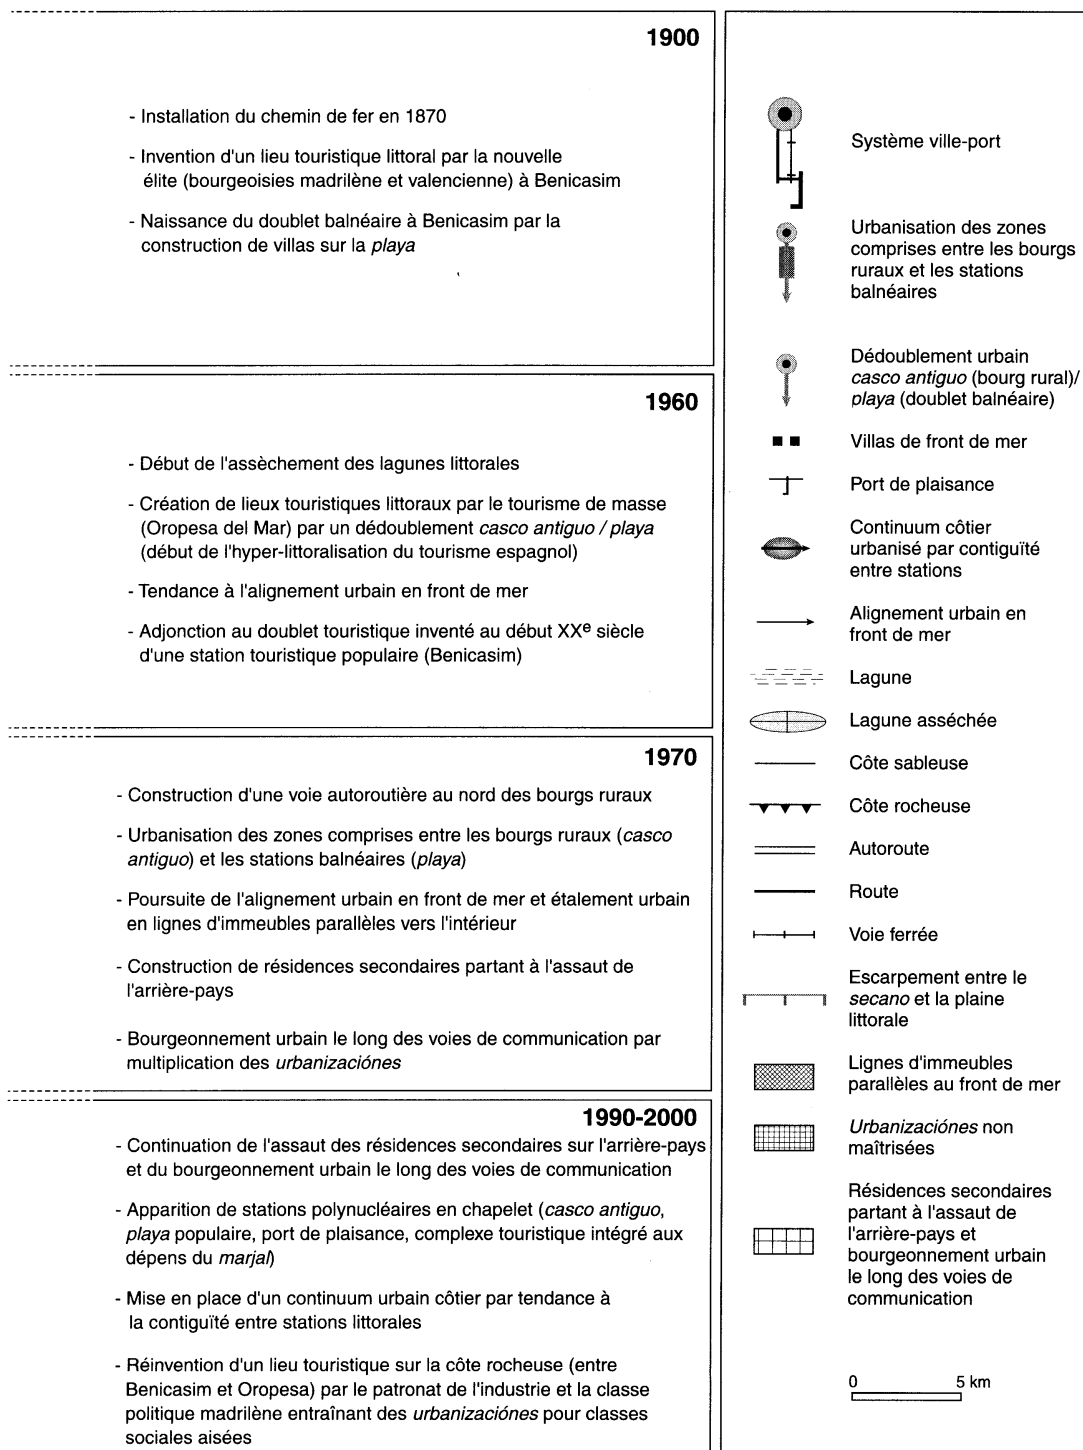 1900
- Installation du chemin de fer en 1870
- Invention d'un lieu touristique littoral par la nouvelle
élite (bourgeoisies madrilène et valencienne) à Benicasim
- Naissance du doublet balnéaire à Benicasim par la
construction de villas sur la playa
1960
- Début de l'assèchement des lagunes littorales
- Création de lieux touristiques littoraux par le tourisme de masse
(Oropesa del Mar) par un dédoublement casco antiguo / playa
(début de l'hyper-littoralisation du tourisme espagnol)
- Tendance à l'alignement urbain en front de mer
- Adjonction au doublet touristique inventé au début XXe siècle
d'une station touristique populaire (Benicasim)
1970
- Construction d'une voie autoroutière au nord des bourgs ruraux
- Urbanisation des zones comprises entre les bourgs ruraux (casco
antiguo) et les stations balnéaires (playa)
- Poursuite de l'alignement urbain en front de mer et étalement urbain
en lignes d'immeubles parallèles vers l'intérieur
- Construction de résidences secondaires partant à l'assaut de
l'arrière-pays
- Bourgeonnement urbain le long des voies de communication par
multiplication des urbanizaciónes
1990-2000
- Continuation de l'assaut des résidences secondaires sur l'arrière-pays
et du bourgeonnement urbain le long des voies de communication
- Apparition de stations polynucléaires en chapelet (casco antiguo,
playa populaire, port de plaisance, complexe touristique intégré aux
dépens du marjal)
- Mise en place d'un continuum urbain côtier par tendance à
la contiguïté entre stations littorales
- Réinvention d'un lieu touristique sur la côte rocheuse (entre
Benicasim et Oropesa) par le patronat de l'industrie et la classe
politique madrilène entraînant des urbanizaciónes pour classes
sociales aisées
Système ville-port
Urbanisation des zones
comprises entre les bourgs
ruraux et les stations
balnéaires
Dédoublement urbain
casco antiguo (bourg rural)/
playa (doublet balnéaire)
Villas de front de mer
Port de plaisance
Continuum côtier
urbanisé par contiguïté
entre stations
Alignement urbain en
front de mer
Lagune
Lagune asséchée
Côte sableuse
Côte rocheuse
Autoroute
Route
Voie ferrée
Escarpement entre le
secano et la plaine
littorale
Lignes d'immeubles
parallèles au front de mer
Urbanizaciónes non
maîtrisées
Résidences secondaires
partant à l'assaut de
l'arrière-pays et
bourgeonnement urbain
le long des voies de
communication
0 5 km